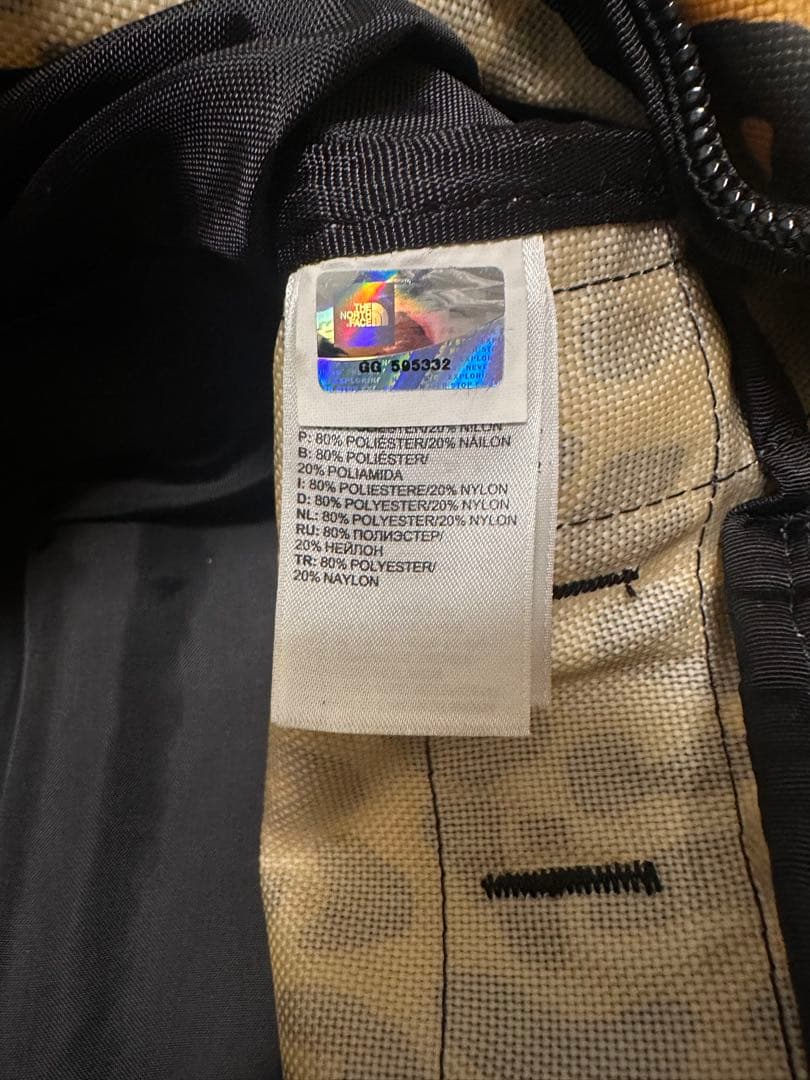 THE
NORTH
FACE
GG 595332
P: 80% POLIÉSTER/20% NÁILON
B: 80% POLIÉSTER/
20% POLIAMIDA
I: 80% POLIESTERE/20% NYLON
D: 80% POLYESTER/20% NYLON
NL: 80% POLYESTER/20% NYLON
RU: 80% ПОЛИЭСТЕР/
20% НЕЙЛОН
TR: 80% POLYESTER/
20% NAYLON